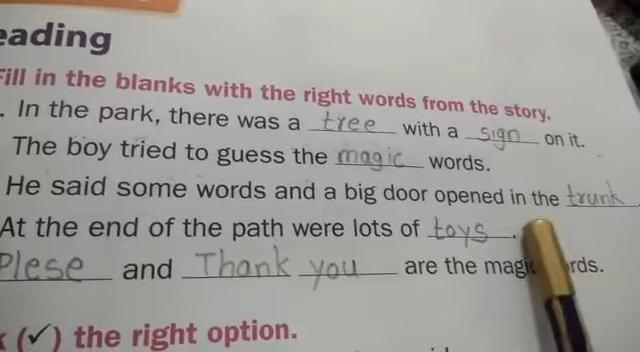 eading
Fill in the blanks with the right words from the story.
. In the park, there was a tree with a sign on it.
The boy tried to guess the magic words.
He said some words and a big door opened in the trunk
At the end of the path were lots of toys.
Plese and Thank you are the magic ords.
(✓) the right option.